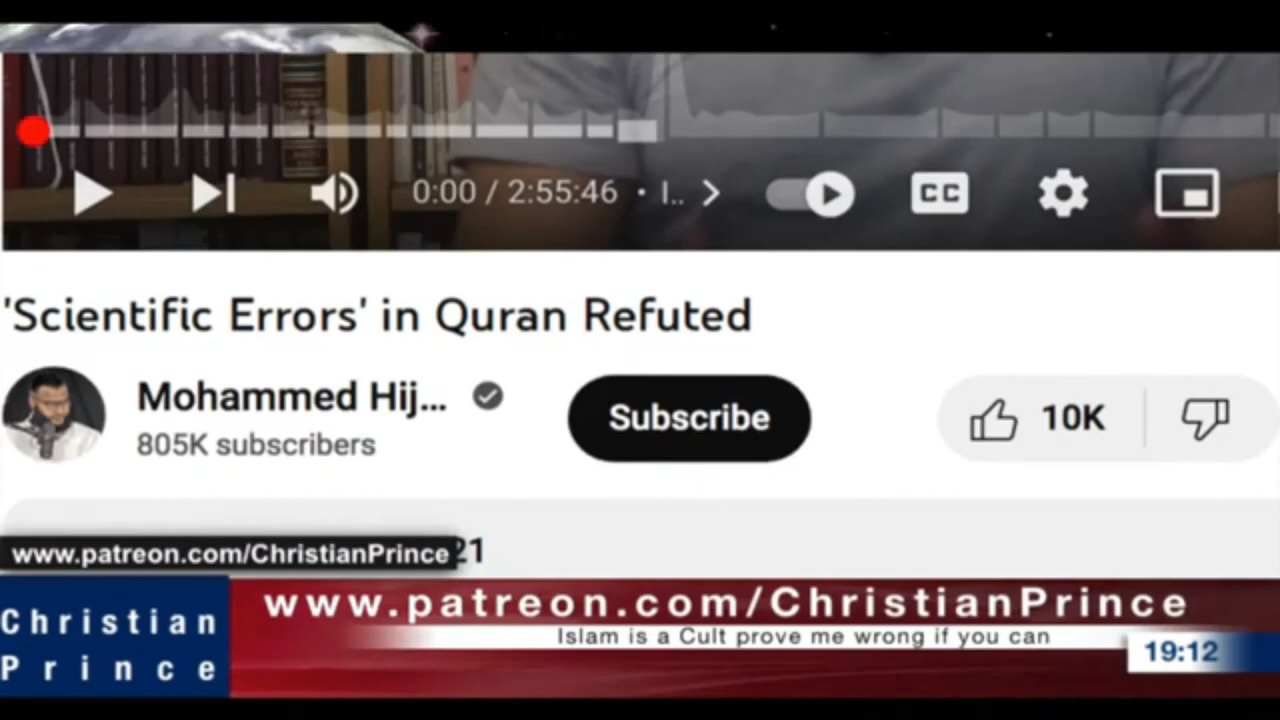 0:00 / 2:55:46 • I..
CC
'Scientific Errors' in Quran Refuted
Mohammed Hij...
805K subscribers
Subscribe
10K
www.patreon.com/ChristianPrince
21
www.patreon.com/ChristianPrince
Christian
Prince
Islam is a Cult prove me wrong if you can
19:12